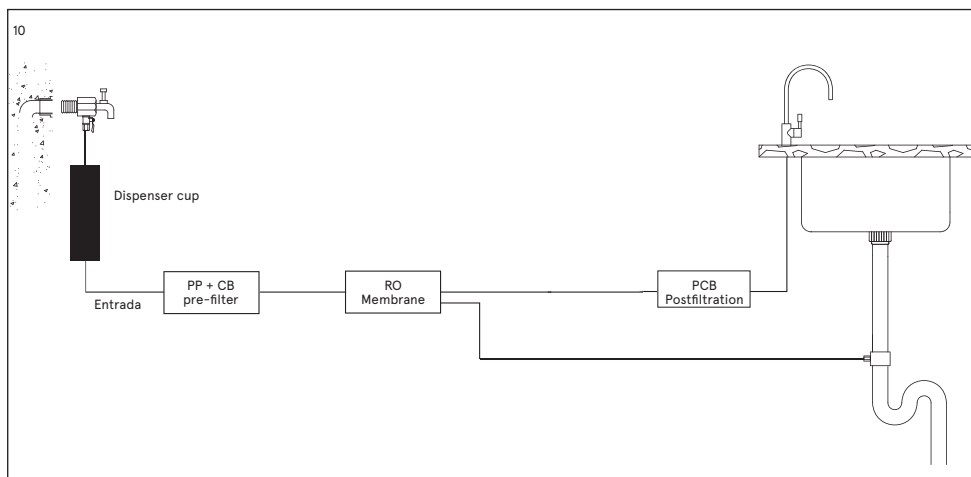 10
Dispenser cup
Entrada
PP + CB
pre-filter
RO
Membrane
PCB
Postfiltration